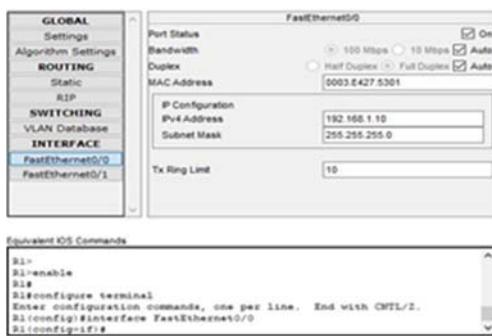 GLOBAL
Settings
Algorithm Settings
ROUTING
Static
RIP
SWITCHING
VLAN Database
INTERFACE
FastEthernet0/0
FastEthernet0/1
FastEthernet0/0
Port Status On
Bandwidth 100 Mbps 10 Mbps Auto
Duplex Half Duplex Full Duplex Auto
MAC Address 0003.E427.5301
IP Configuration
IPv4 Address 192.168.1.10
Subnet Mask 255.255.255.0
Tx Ring Limit 10
Equivalent IOS Commands
R1>
R1>enable
R1#
R1#configure terminal
Enter configuration commands, one per line. End with CNTL/Z.
R1(config)#interface FastEthernet0/0
R1(config-if)#